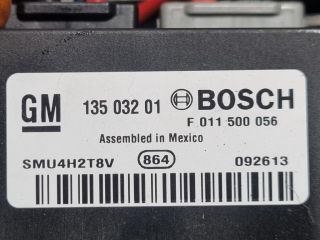 GM 135 032 01 BOSCH
F 011 500 056
Assembled in Mexico
SMU4H2T8V 864 092613